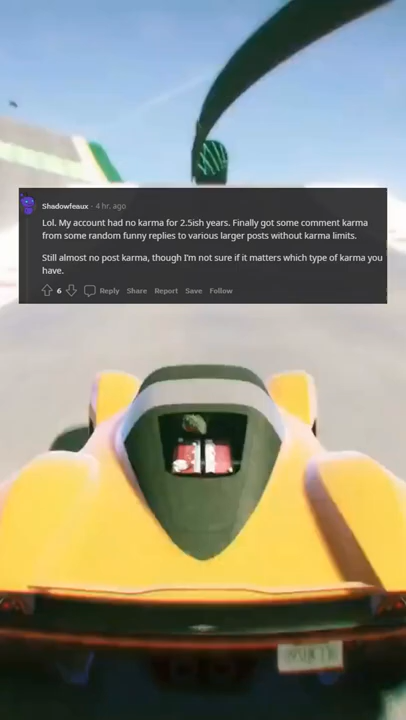 Shadowfeaux · 4 hr. ago
Lol. My account had no karma for 2.5ish years. Finally got some comment karma
from some random funny replies to various larger posts without karma limits.
Still almost no post karma, though I'm not sure if it matters which type of karma you
have.
6 Reply Share Report Save Follow